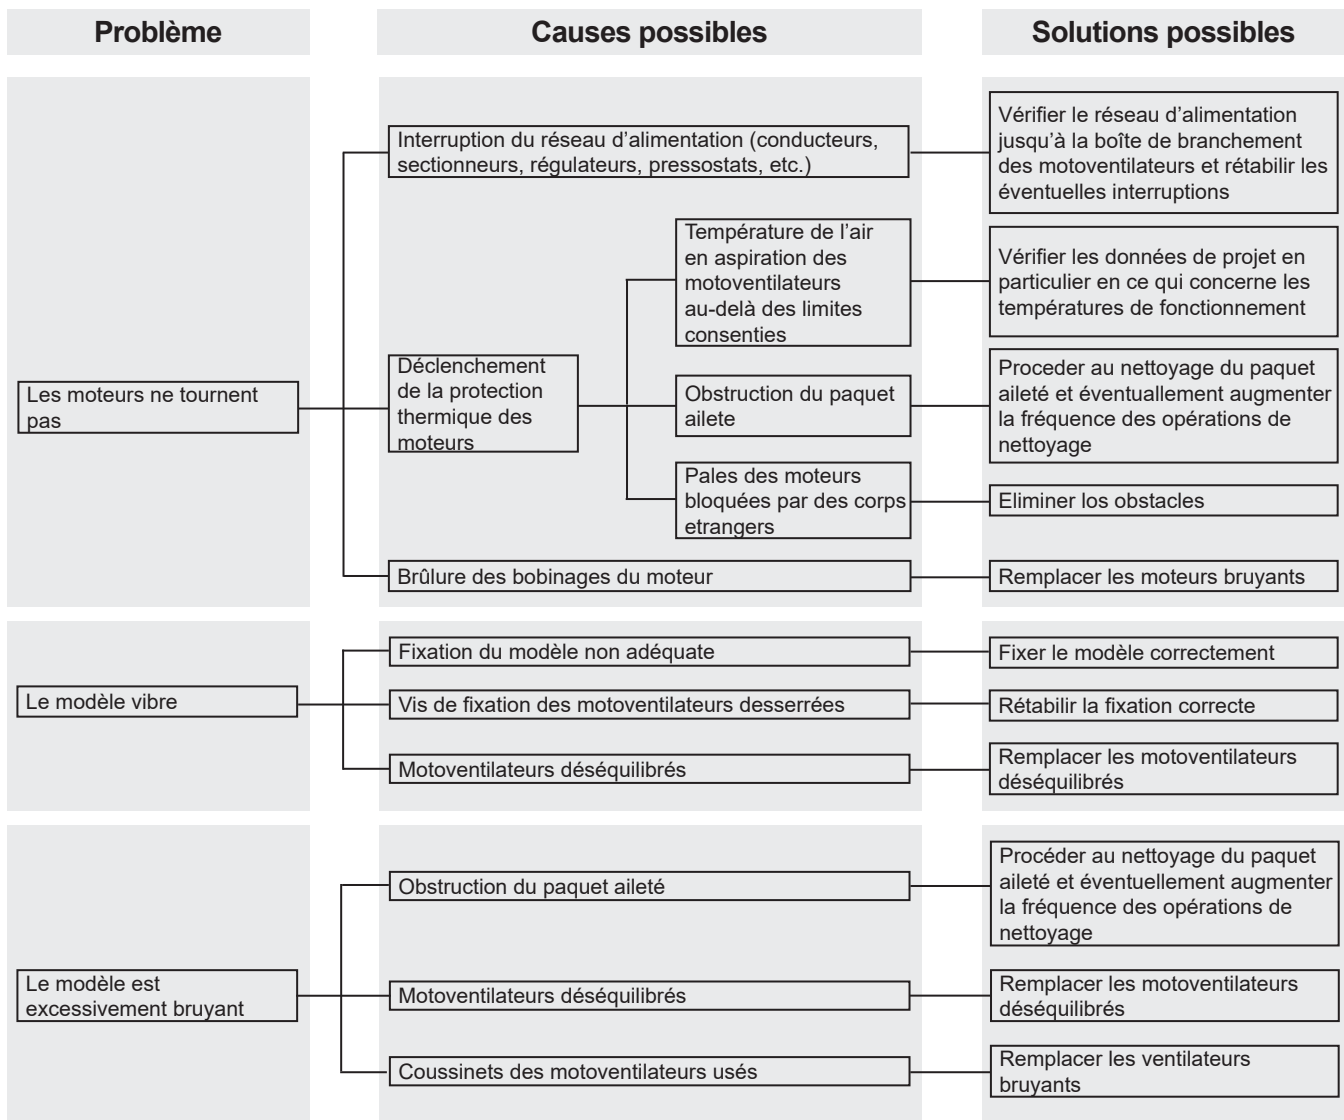 Problème
Causes possibles
Solutions possibles
Les moteurs ne tournent
pas
Interruption du réseau d’alimentation (conducteurs,
sectionneurs, régulateurs, pressostats, etc.)
Vérifier le réseau d’alimentation
jusqu’à la boîte de branchement
des motoventilateurs et rétabilir les
éventuelles interruptions
Déclenchement
de la protection
thermique des
moteurs
Température de l’air
en aspiration des
motoventilateurs
au-delà des limites
consenties
Vérifier les données de projet en
particulier en ce qui concerne les
températures de fonctionnement
Obstruction du paquet
ailete
Proceder au nettoyage du paquet
aileté et éventuallement augmenter
la fréquence des opérations de
nettoyage
Pales des moteurs
bloquées par des corps
etrangers
Eliminer los obstacles
Brûlure des bobinages du moteur
Remplacer les moteurs bruyants
Le modèle vibre
Fixation du modèle non adéquate
Fixer le modèle correctement
Vis de fixation des motoventilateurs desserrées
Rétabilir la fixation correcte
Motoventilateurs déséquilibrés
Remplacer les motoventilateurs
déséquilibrés
Le modèle est
excessivement bruyant
Obstruction du paquet aileté
Procéder au nettoyage du paquet
aileté et éventuellement augmenter
la fréquence des opérations de
nettoyage
Motoventilateurs déséquilibrés
Remplacer les motoventilateurs
déséquilibrés
Coussinets des motoventilateurs usés
Remplacer les ventilateurs
bruyants